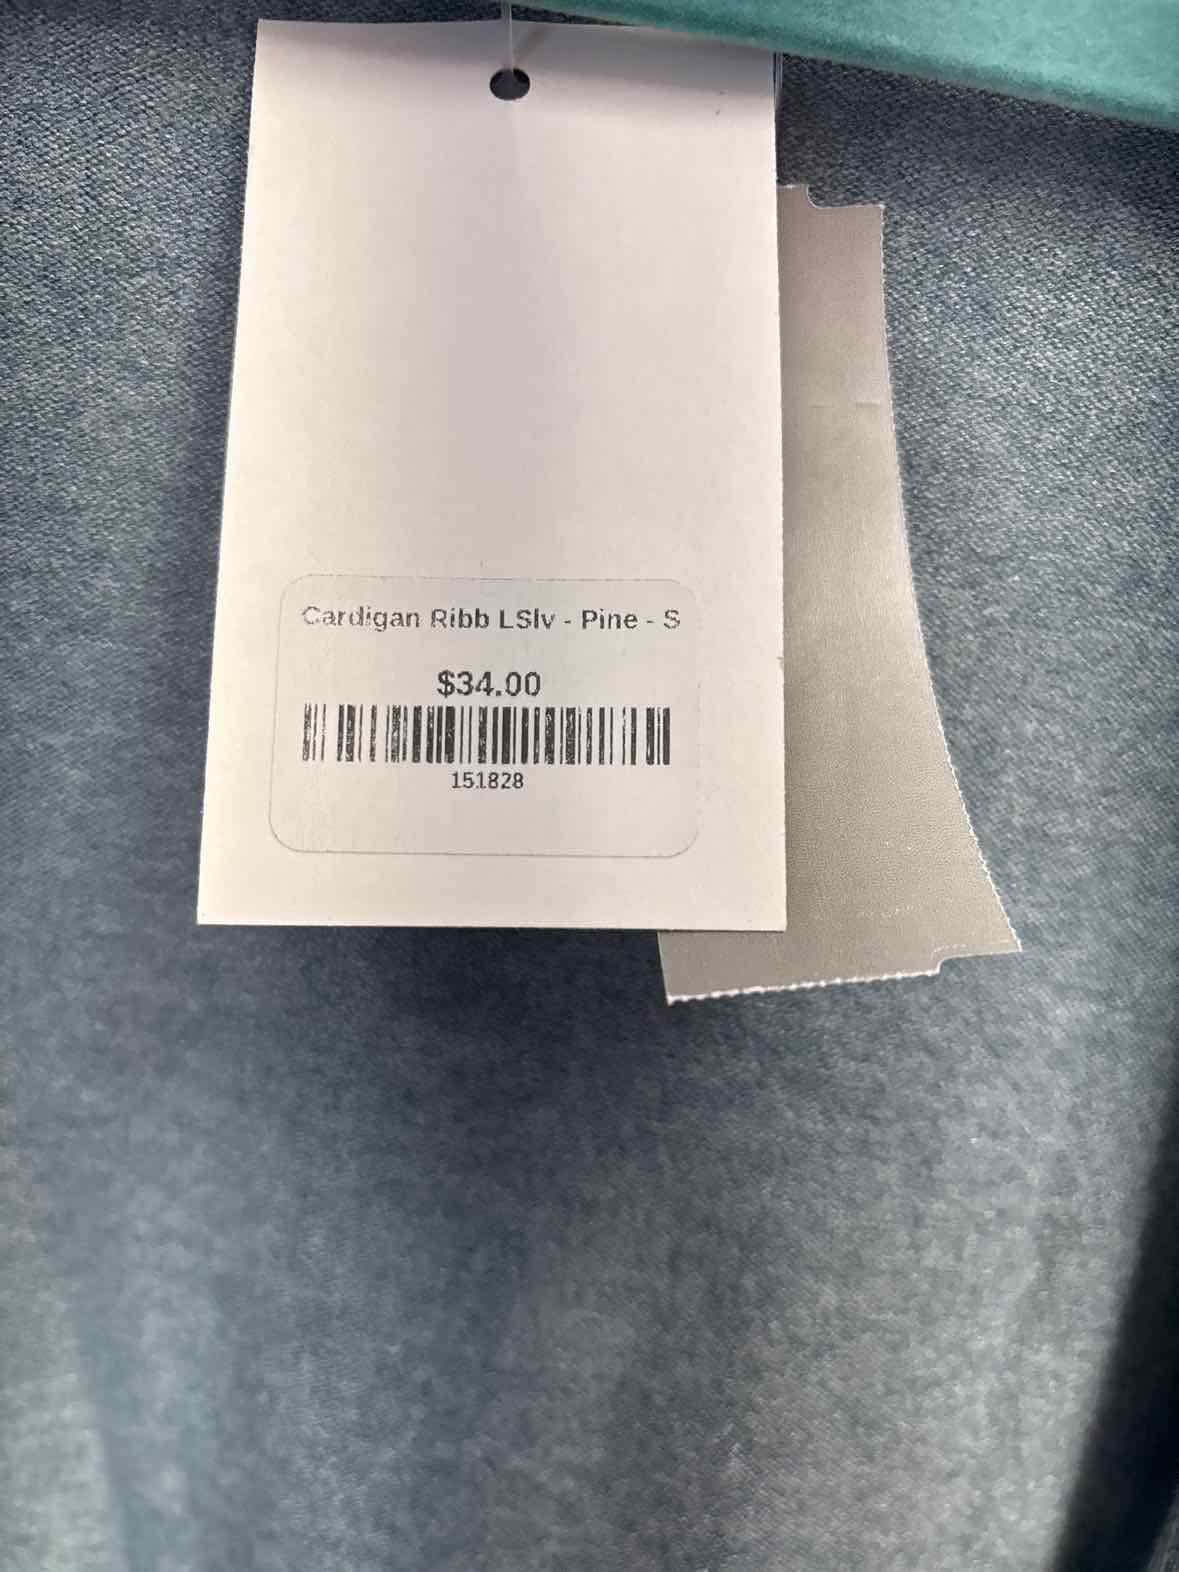 Cardigan Ribb LSlv - Pine - S
$34.00
151828